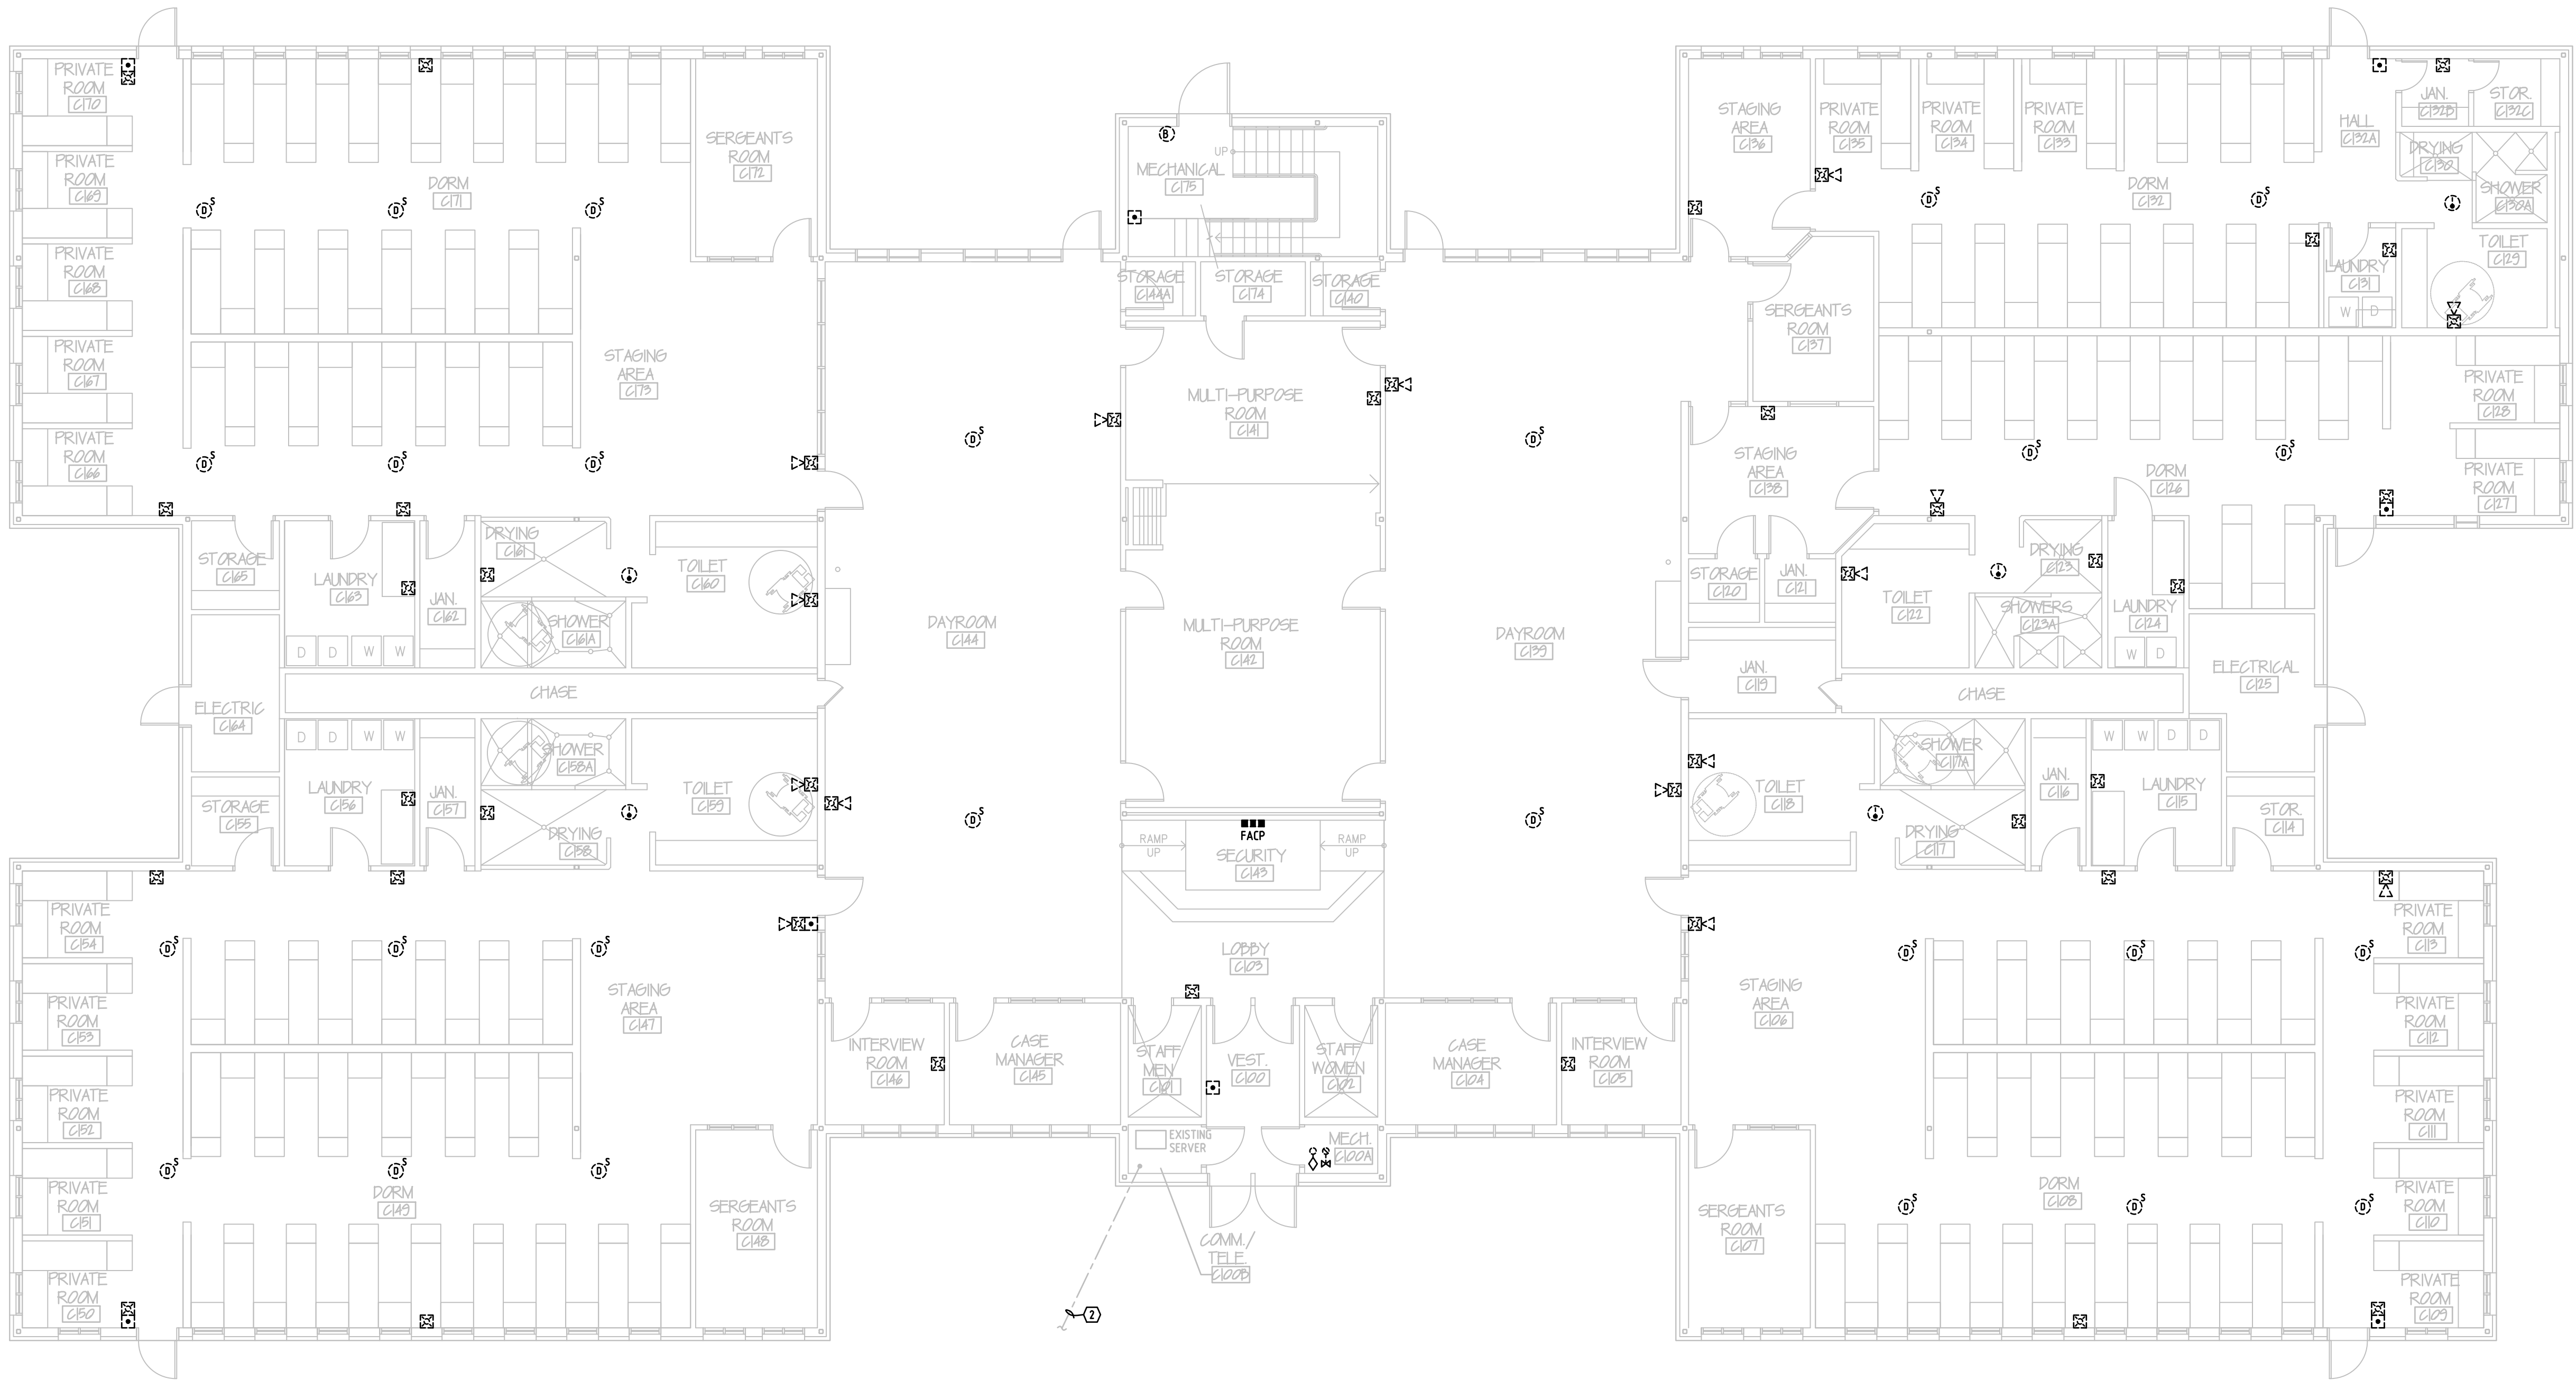 PRIVATE
ROOM
C170
PRIVATE
ROOM
C169
PRIVATE
ROOM
C168
PRIVATE
ROOM
C167
PRIVATE
ROOM
C166
DORM
C171
SERGEANTS
ROOM
C172
STAGING
AREA
C173
D S
D S
D S
D S
D S
D S
STORAGE
C165
LAUNDRY
C163
D D W W
JAN.
C162
DRYING
C161
SHOWER
C161A
TOILET
C160
CHASE
ELECTRIC
C164
STORAGE
C155
LAUNDRY
C156
D D W W
JAN.
C157
SHOWER
C158A
DRYING
C158
TOILET
C159
PRIVATE
ROOM
C154
PRIVATE
ROOM
C153
PRIVATE
ROOM
C152
PRIVATE
ROOM
C151
PRIVATE
ROOM
C150
D S
D S
D S
D S
D S
D S
STAGING
AREA
C147
DORM
C149
SERGEANTS
ROOM
C148
B
UP
MECHANICAL
C175
STORAGE
C144A
STORAGE
C174
STORAGE
C140
MULTI-PURPOSE
ROOM
C141
MULTI-PURPOSE
ROOM
C142
D S
D S
DAYROOM
C144
D S
D S
DAYROOM
C139
FACP
RAMP
UP
SECURITY
C143
RAMP
UP
LOBBY
C103
INTERVIEW
ROOM
C146
CASE
MANAGER
C145
STAFF
MEN
C101
VEST.
C100
STAFF
WOMEN
C102
CASE
MANAGER
C104
INTERVIEW
ROOM
C105
EXISTING
SERVER
MECH.
C100A
COMM./
TELE.
C100B
2
STAGING
AREA
C136
PRIVATE
ROOM
C135
PRIVATE
ROOM
C134
PRIVATE
ROOM
C133
HALL
C132A
JAN.
C132B
STOR.
C132C
DRYING
C130
SHOWER
C130A
DORM
C132
D S
D S
TOILET
C129
LAUNDRY
C131
W D
SERGEANTS
ROOM
C137
STAGING
AREA
C138
PRIVATE
ROOM
C128
PRIVATE
ROOM
C127
D S
D S
DORM
C126
STORAGE
C120
JAN.
C121
TOILET
C122
DRYING
C123
SHOWERS
C123A
LAUNDRY
C124
W D
JAN.
C119
CHASE
ELECTRICAL
C125
TOILET
C118
SHOWER
C117A
DRYING
C117
JAN.
C116
W W D D
LAUNDRY
C115
STOR.
C114
STAGING
AREA
C106
D S
D S
D S
D S
D S
D S
DORM
C108
SERGEANTS
ROOM
C107
PRIVATE
ROOM
C113
PRIVATE
ROOM
C112
PRIVATE
ROOM
C111
PRIVATE
ROOM
C110
PRIVATE
ROOM
C109